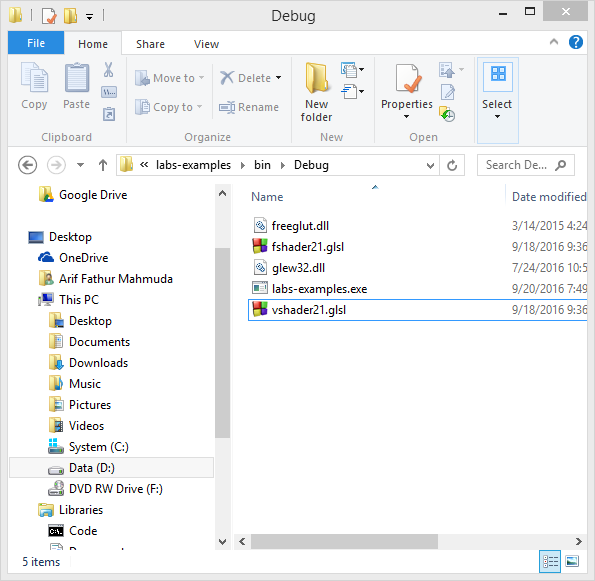 Debug
File Home Share View
Copy Paste Move to Copy to Delete Rename New folder Properties Select
Clipboard Organize New Open
« labs-examples bin Debug Search De...
Google Drive
Desktop
OneDrive
Arif Fathur Mahmuda
This PC
Desktop
Documents
Downloads
Music
Pictures
Videos
System (C:)
Data (D:)
DVD RW Drive (F:)
Libraries
Code
Name Date modified
freeglut.dll 3/14/2015 4:24
fshader21.glsl 9/18/2016 9:36
glew32.dll 7/24/2016 10:5
labs-examples.exe 9/20/2016 7:49
vshader21.glsl 9/18/2016 9:36
5 items